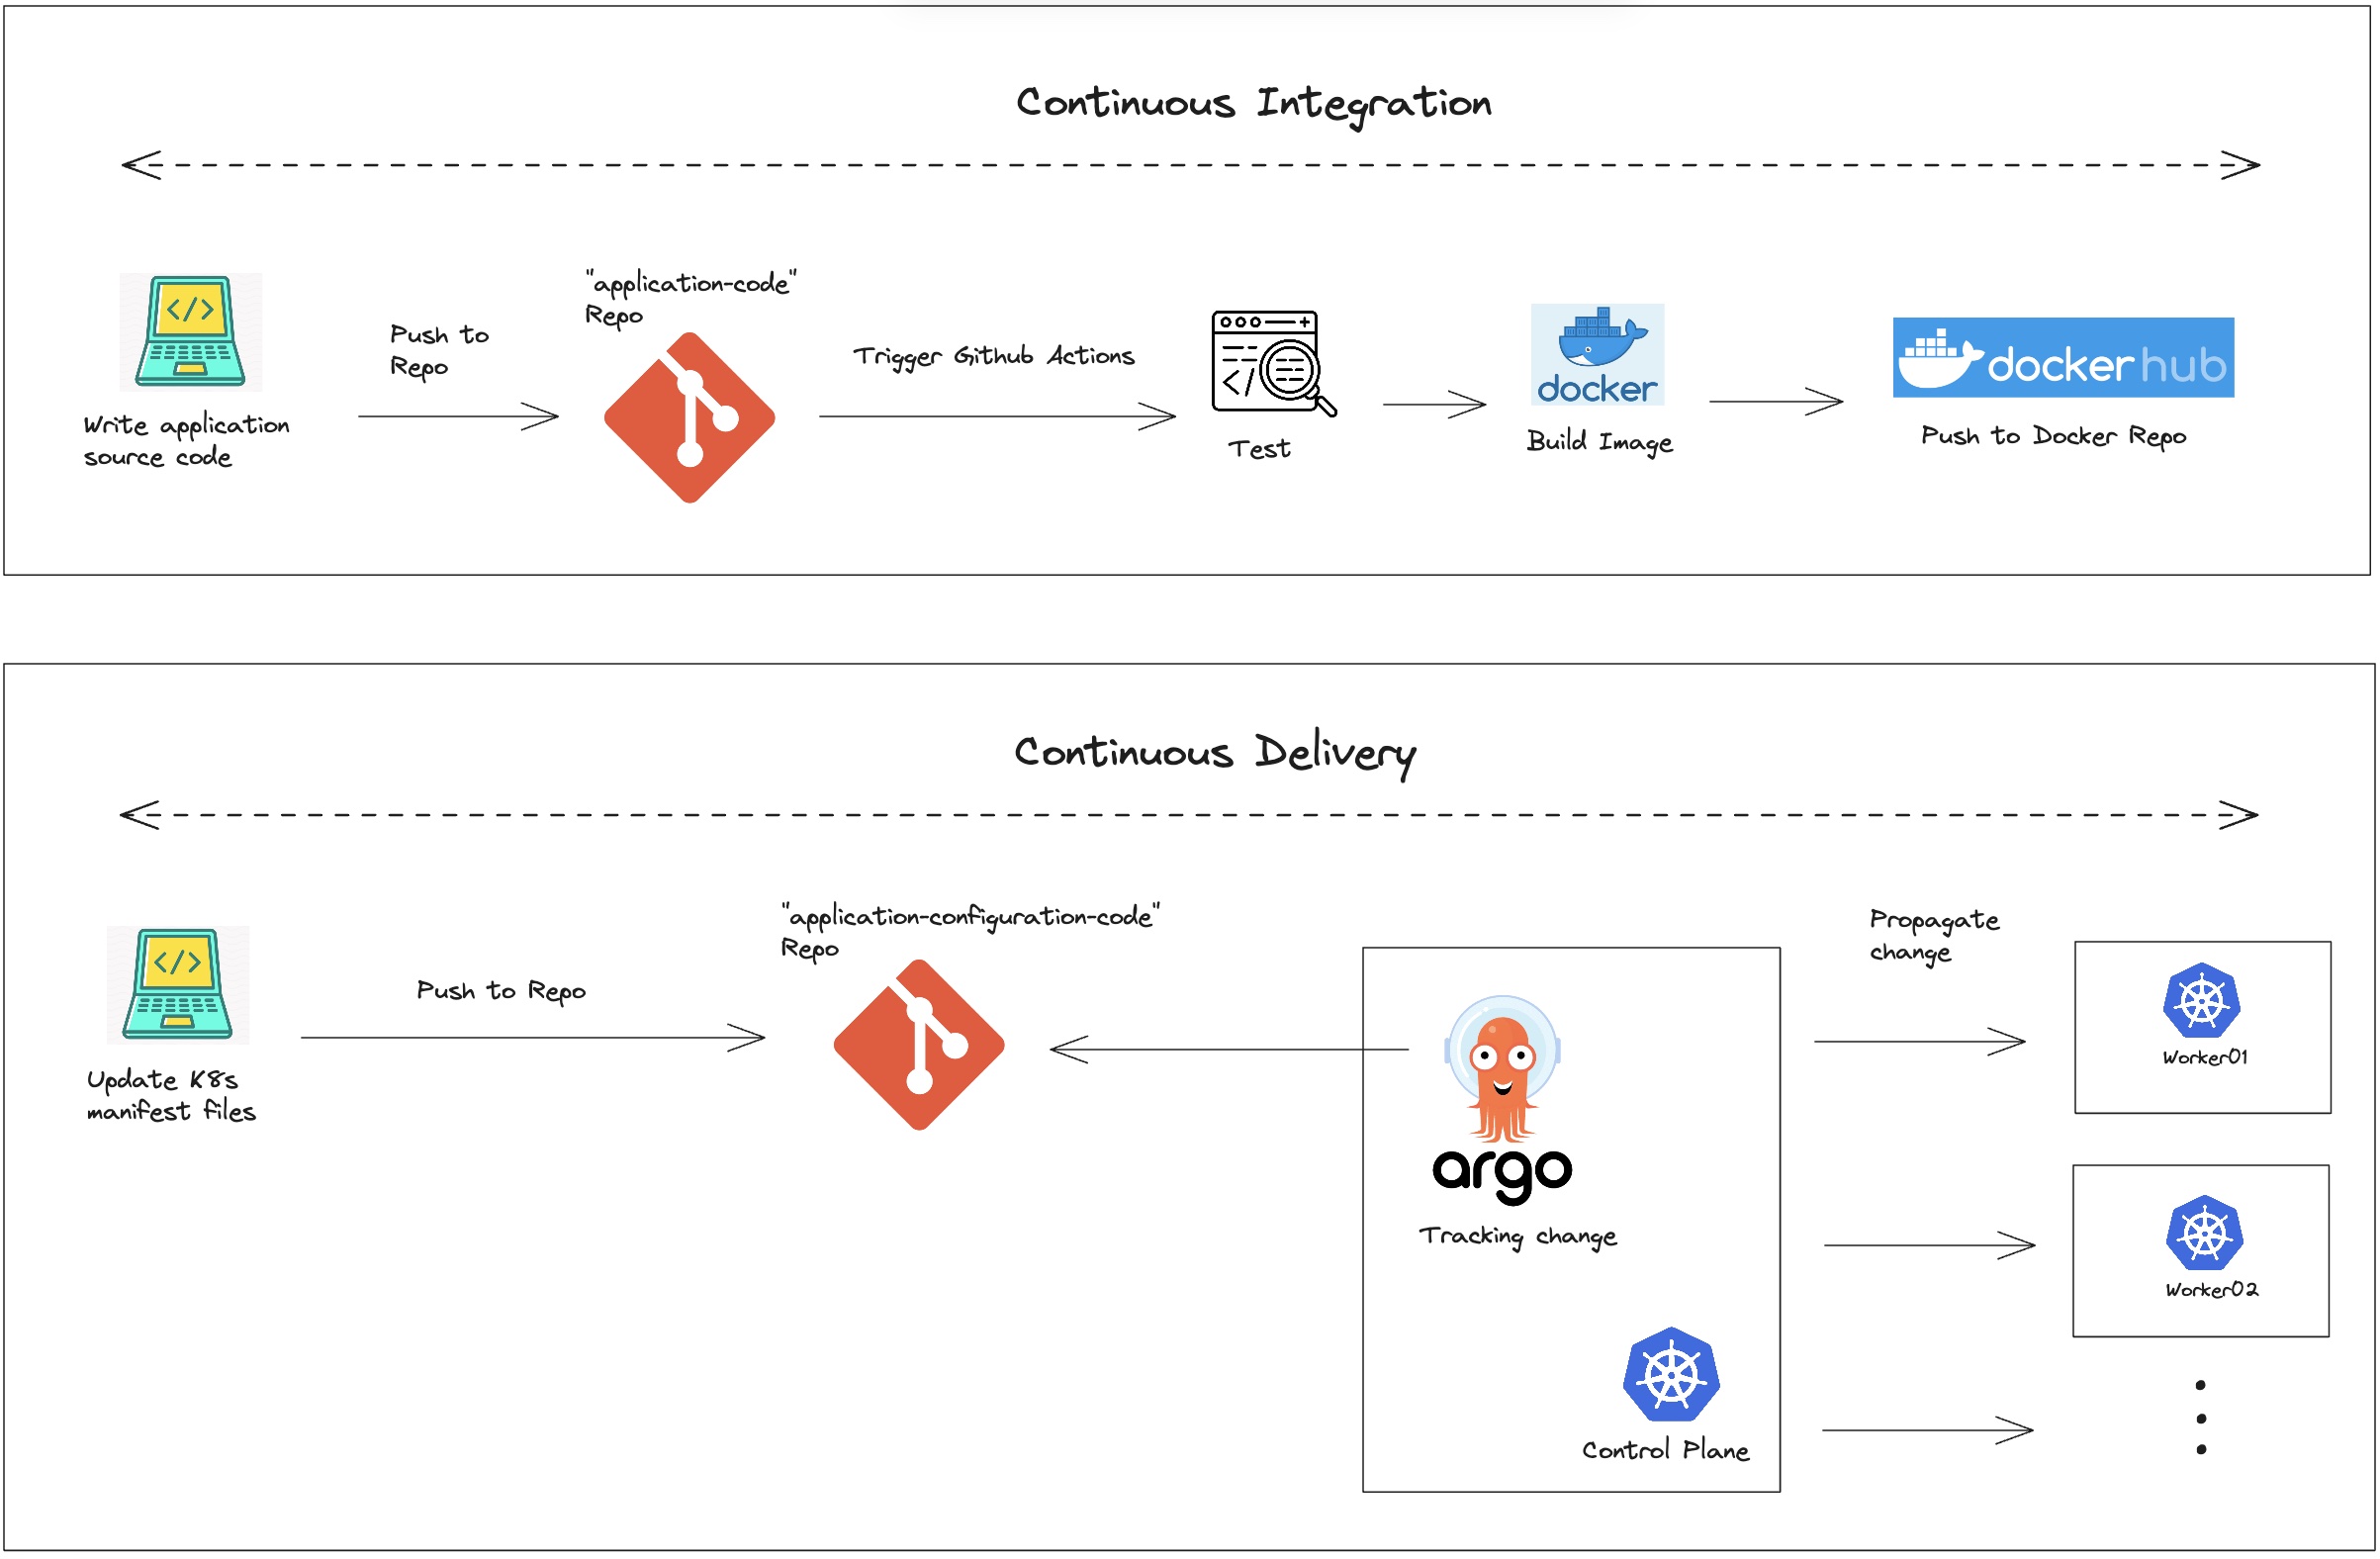 Continuous Integration
"application-code"
Repo
Push to
Repo
Trigger Github Actions
docker
dockerhub
Write application
source code
Test
Build Image
Push to Docker Repo
Continuous Delivery
"application-configuration-code"
Repo
Propagate
change
Push to Repo
Worker01
Update K8s
manifest files
argo
Tracking change
Worker02
Control Plane